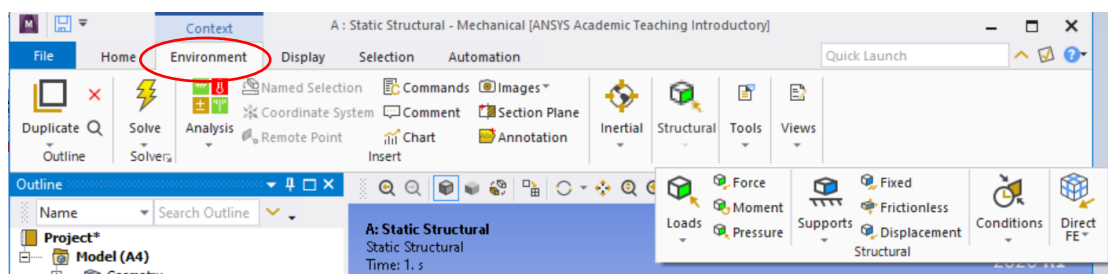 M
Context
A : Static Structural - Mechanical [ANSYS Academic Teaching Introductory]
File Home Environment Display Selection Automation
Quick Launch
Named Selection Commands Images
Coordinate System Comment Section Plane
Duplicate Solve Analysis Remote Point Chart Annotation Inertial Structural Tools Views
Outline Solver Insert
Outline
Name Search Outline
Project*
Model (A4)
A: Static Structural
Static Structural
Time: 1. s
Force Fixed
Moment Frictionless
Loads Pressure Supports Displacement Conditions Direct
FE
Structural